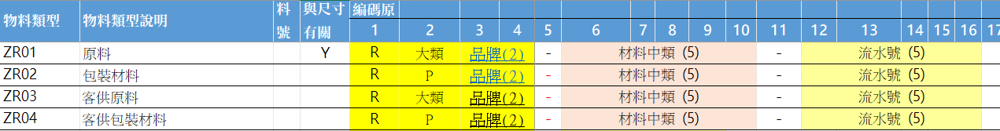 物料類型 物料類型說明 料號 與尺寸有關 編碼原
1 2 3 4 5 6 7 8 9 10 11 12 13 14 15 16 17
ZR01 原料 Y R 大類 品牌(2) - 材料中類 (5) - 流水號 (5)
ZR02 包裝材料 R P 品牌(2) - 材料中類 (5) - 流水號 (5)
ZR03 客供原料 R 大類 品牌(2) - 材料中類 (5) - 流水號 (5)
ZR04 客供包裝材料 R P 品牌(2) - 材料中類 (5) - 流水號 (5)